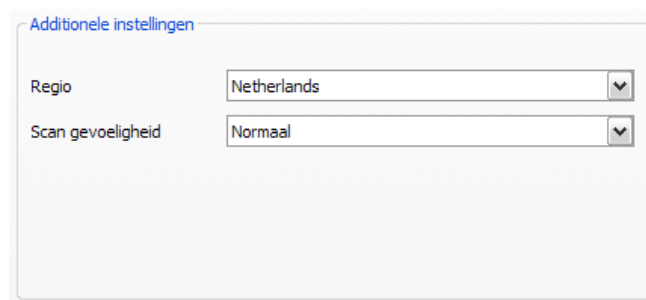 Additionele instellingen
Regio Netherlands
Scan gevoeligheid Normaal